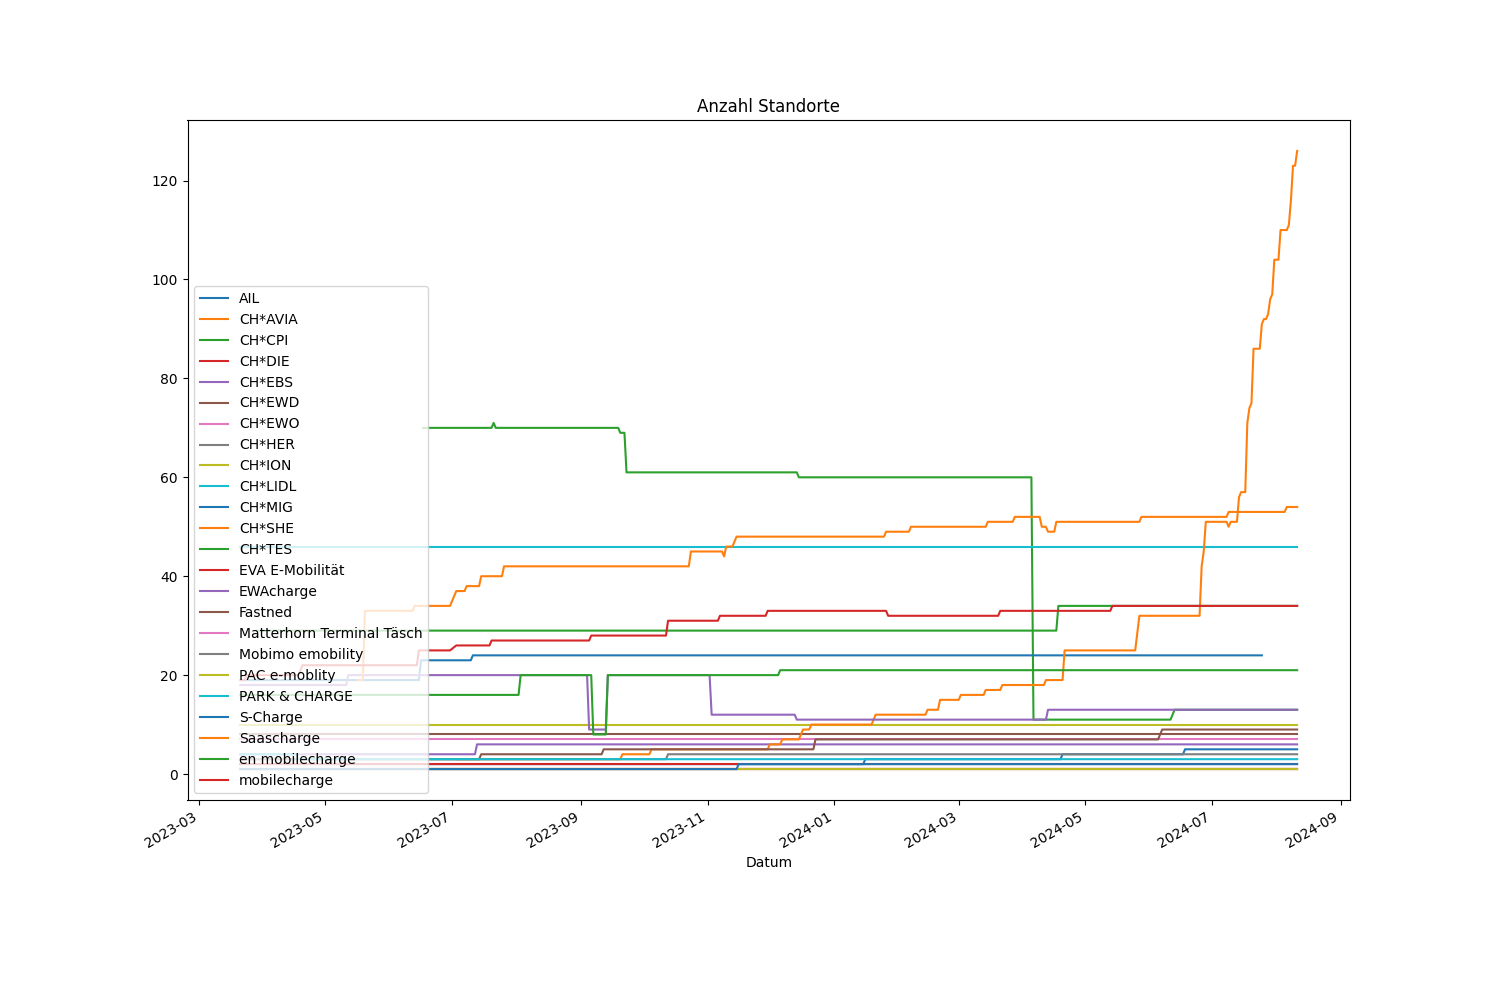 Anzahl Standorte
120
100
80
60
40
20
0
AIL
CH*AVIA
CH*CPI
CH*DIE
CH*EBS
CH*EWD
CH*EWO
CH*HER
CH*ION
CH*LIDL
CH*MIG
CH*SHE
CH*TES
EVA E-Mobilität
EWAcharge
Fastned
Matterhorn Terminal Täsch
Mobimo emobility
PAC e-moblity
PARK & CHARGE
S-Charge
Saascharge
en mobilecharge
mobilecharge
2023-03
2023-05
2023-07
2023-09
2023-11
2024-01
2024-03
2024-05
2024-07
2024-09
Datum